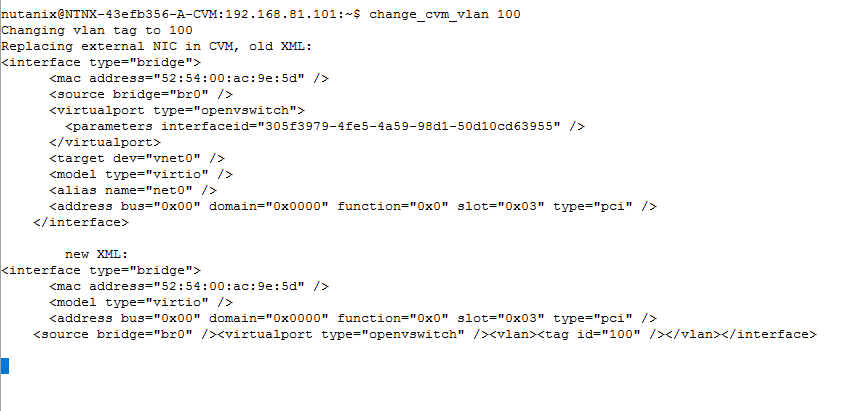 nutanix@NTNX-43efb356-A-CVM:192.168.81.101:~$ change_cvm_vlan 100
Changing vlan tag to 100
Replacing external NIC in CVM, old XML:
<interface type="bridge">
      <mac address="52:54:00:ac:9e:5d" />
      <source bridge="br0" />
      <virtualport type="openvswitch">
        <parameters interfaceid="305f3979-4fe5-4a59-98d1-50d10cd63955" />
      </virtualport>
      <target dev="vnet0" />
      <model type="virtio" />
      <alias name="net0" />
      <address bus="0x00" domain="0x0000" function="0x0" slot="0x03" type="pci" />
    </interface>
        new XML:
<interface type="bridge">
      <mac address="52:54:00:ac:9e:5d" />
      <model type="virtio" />
      <address bus="0x00" domain="0x0000" function="0x0" slot="0x03" type="pci" />
    <source bridge="br0" /><virtualport type="openvswitch" /><vlan><tag id="100" /></vlan></interface>